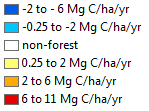 -2 to - 6 Mg C/ha/yr
-0.25 to -2 Mg C/ha/yr
non-forest
0.25 to 2 Mg C/ha/yr
2 to 6 Mg C/ha/yr
6 to 11 Mg C/ha/yr